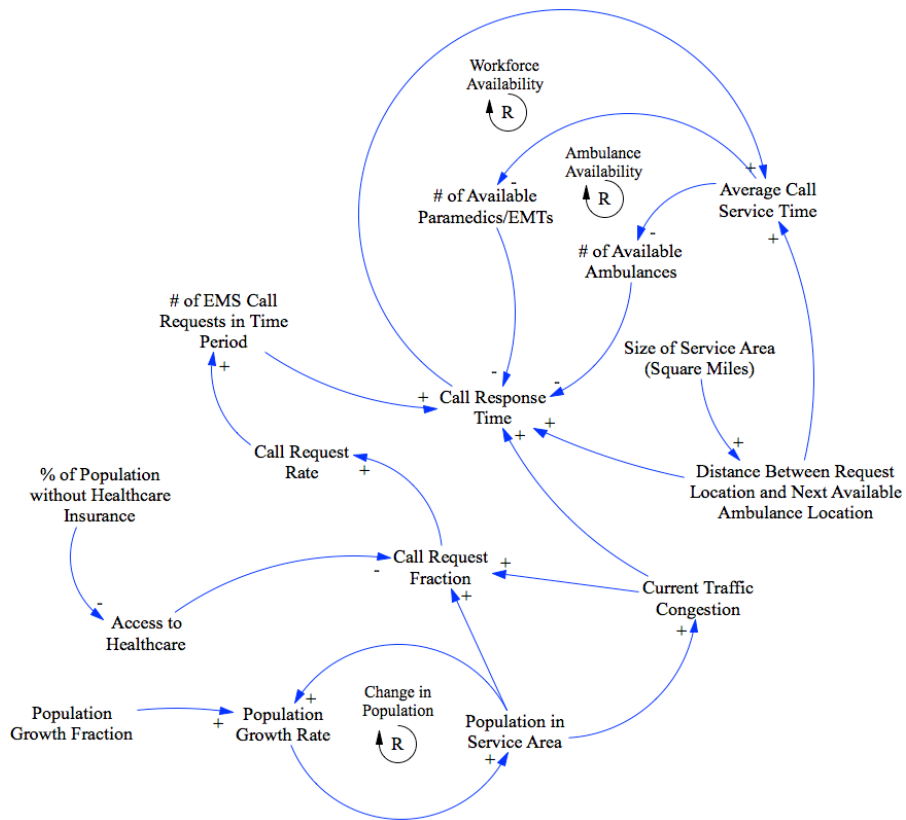 Workforce
Availability
R
Ambulance
Availability
R
+
Average Call
Service Time
+
-
# of Available
Paramedics/EMTs
-
# of Available
Ambulances
# of EMS Call
Requests in Time
Period
+
Size of Service Area
(Square Miles)
-
-
+
Call Response
Time
+
+
+
Distance Between Request
Location and Next Available
Ambulance Location
Call Request
Rate
+
% of Population
without Healthcare
Insurance
Call Request
Fraction
-
+
+
Current Traffic
Congestion
+
-
Access to
Healthcare
Population
Growth Fraction
+
+
Population
Growth Rate
Change in
Population
R
Population in
Service Area
+